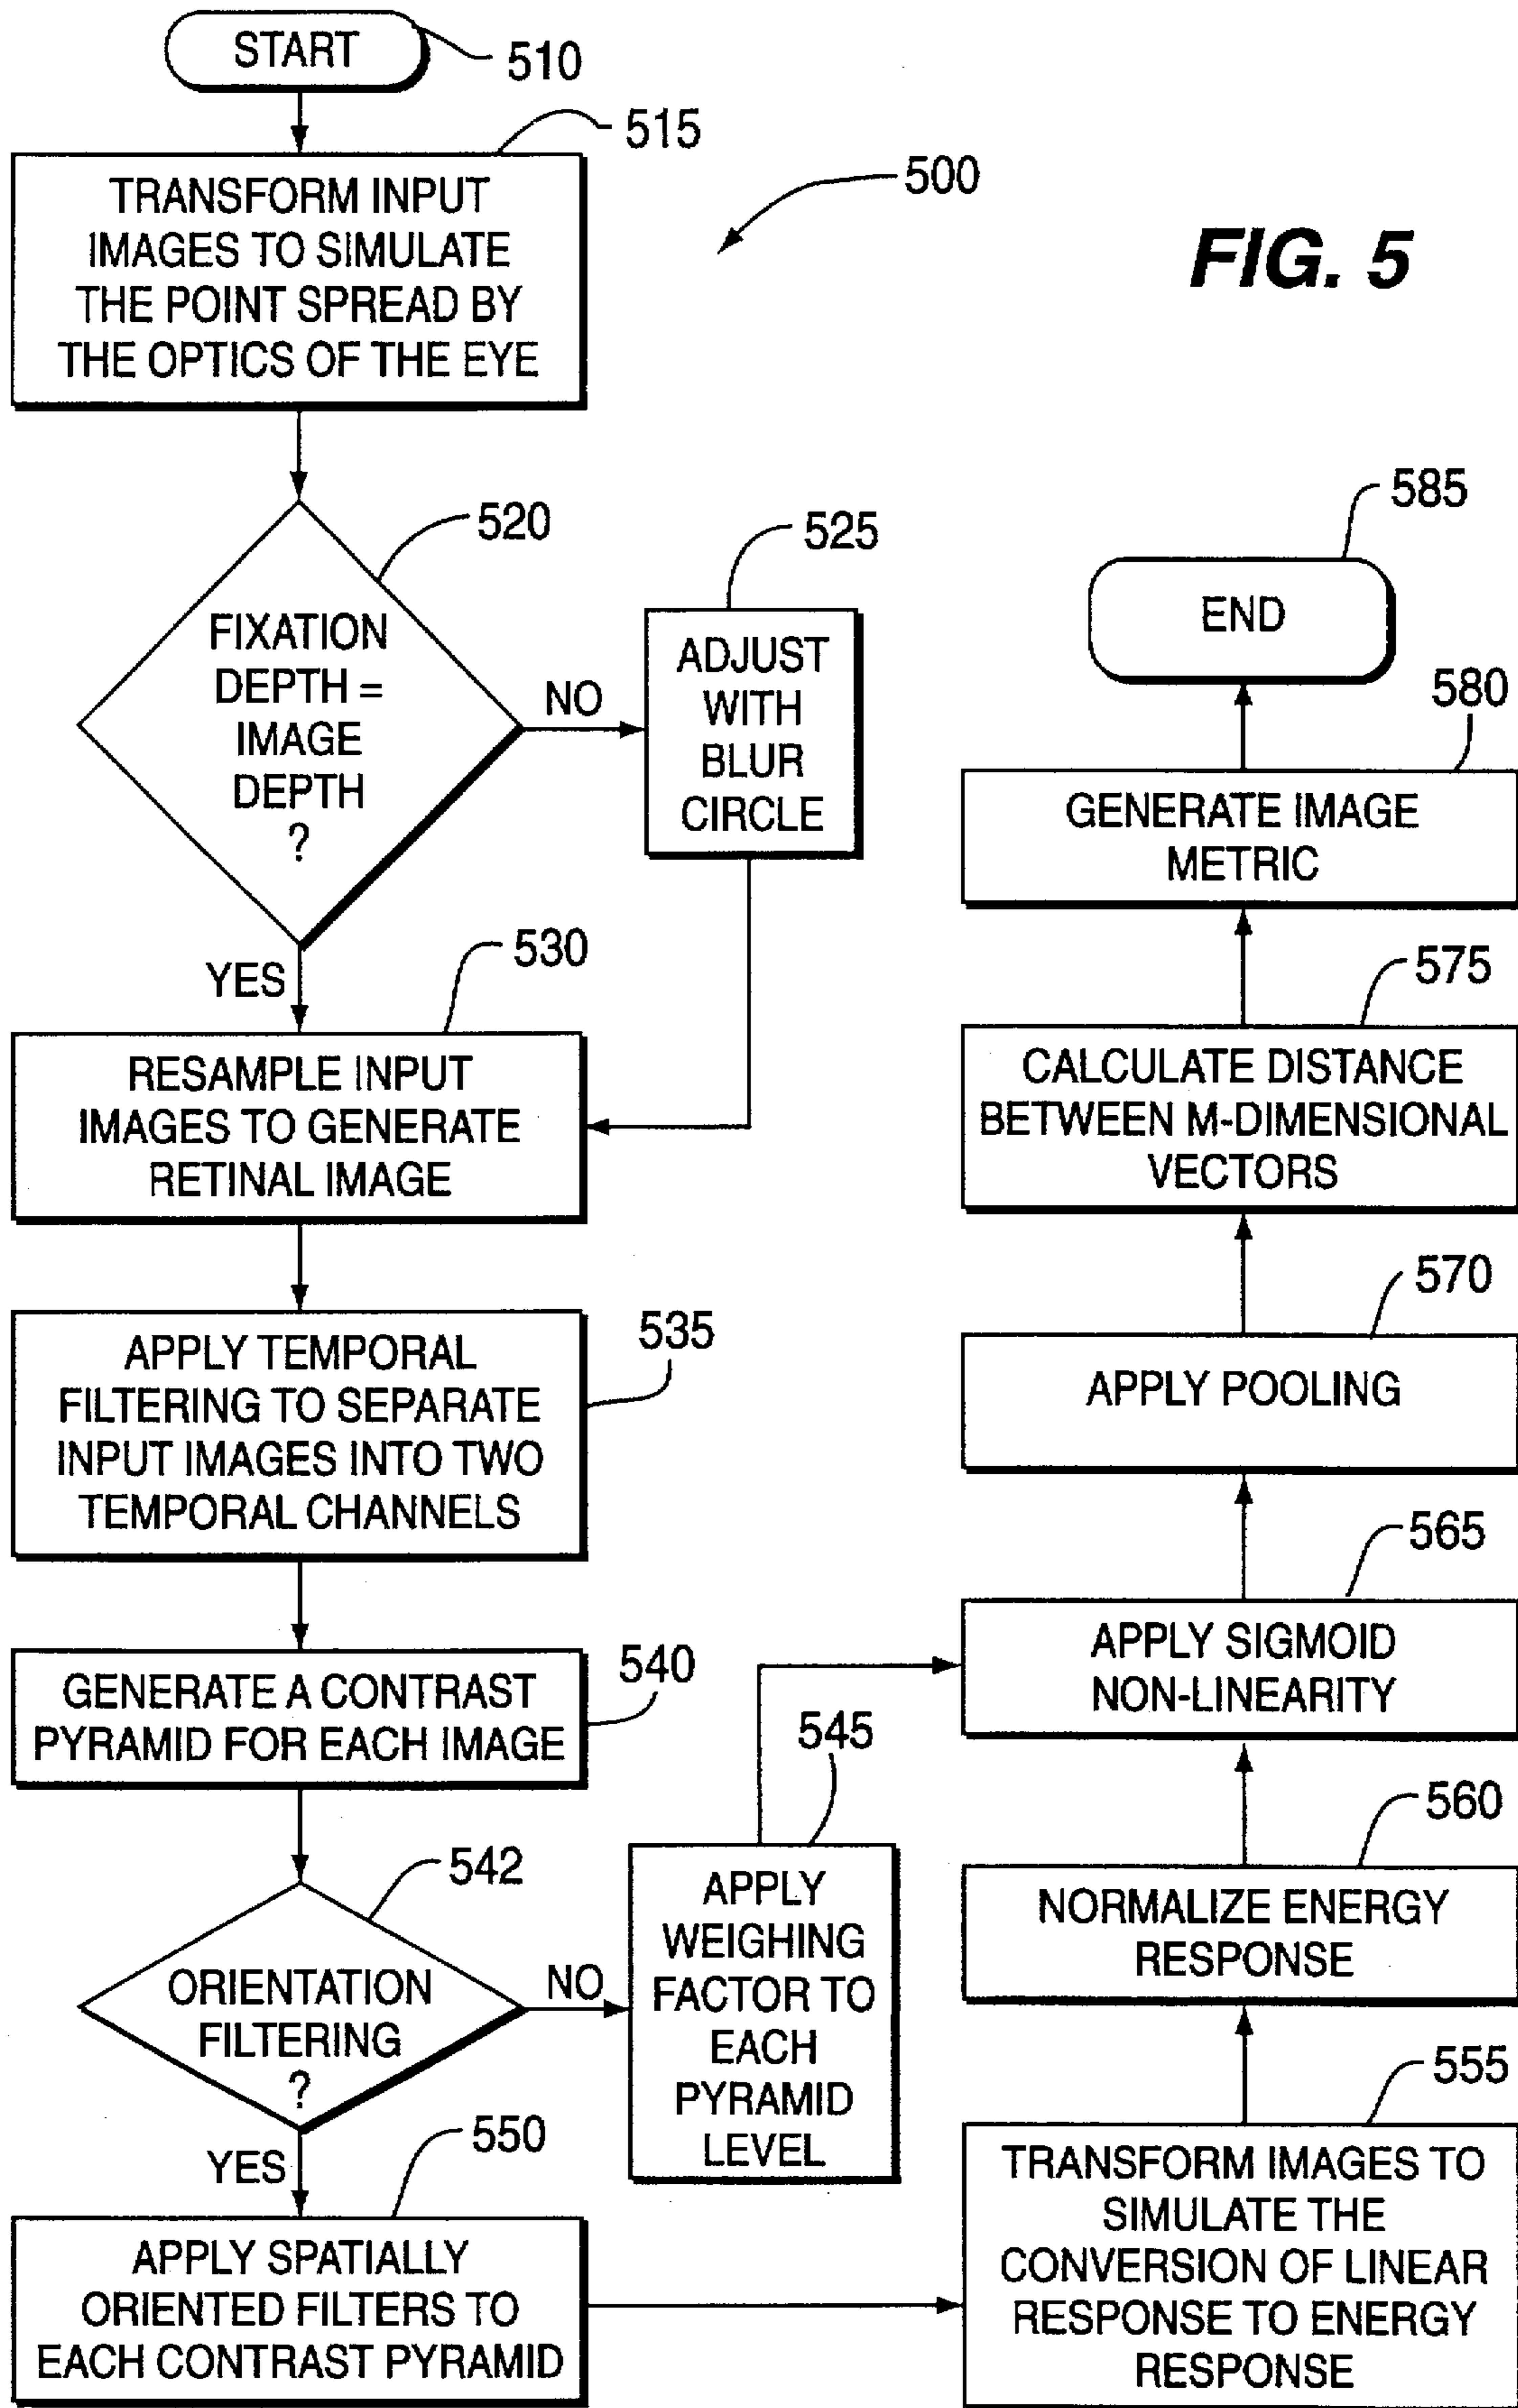 START
510
515
TRANSFORM INPUT
IMAGES TO SIMULATE
THE POINT SPREAD BY
THE OPTICS OF THE EYE
500
FIG. 5
520
FIXATION
DEPTH =
IMAGE
DEPTH
?
NO
YES
525
ADJUST
WITH
BLUR
CIRCLE
530
RESAMPLE INPUT
IMAGES TO GENERATE
RETINAL IMAGE
535
APPLY TEMPORAL
FILTERING TO SEPARATE
INPUT IMAGES INTO TWO
TEMPORAL CHANNELS
540
GENERATE A CONTRAST
PYRAMID FOR EACH IMAGE
542
ORIENTATION
FILTERING
?
NO
YES
545
APPLY
WEIGHING
FACTOR TO
EACH
PYRAMID
LEVEL
550
APPLY SPATIALLY
ORIENTED FILTERS TO
EACH CONTRAST PYRAMID
555
TRANSFORM IMAGES TO
SIMULATE THE
CONVERSION OF LINEAR
RESPONSE TO ENERGY
RESPONSE
560
NORMALIZE ENERGY
RESPONSE
565
APPLY SIGMOID
NON-LINEARITY
570
APPLY POOLING
575
CALCULATE DISTANCE
BETWEEN M-DIMENSIONAL
VECTORS
580
GENERATE IMAGE
METRIC
585
END